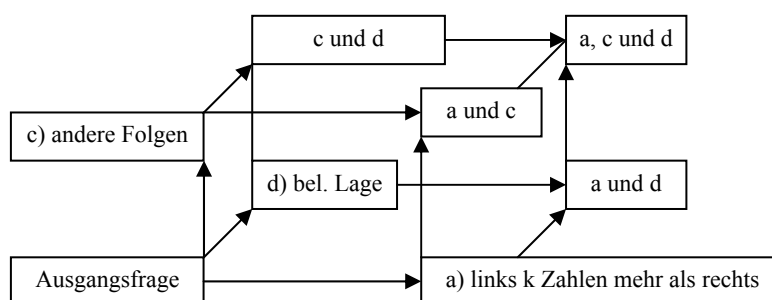 c und d
a, c und d
a und c
c) andere Folgen
d) bel. Lage
a und d
Ausgangsfrage
a) links k Zahlen mehr als rechts